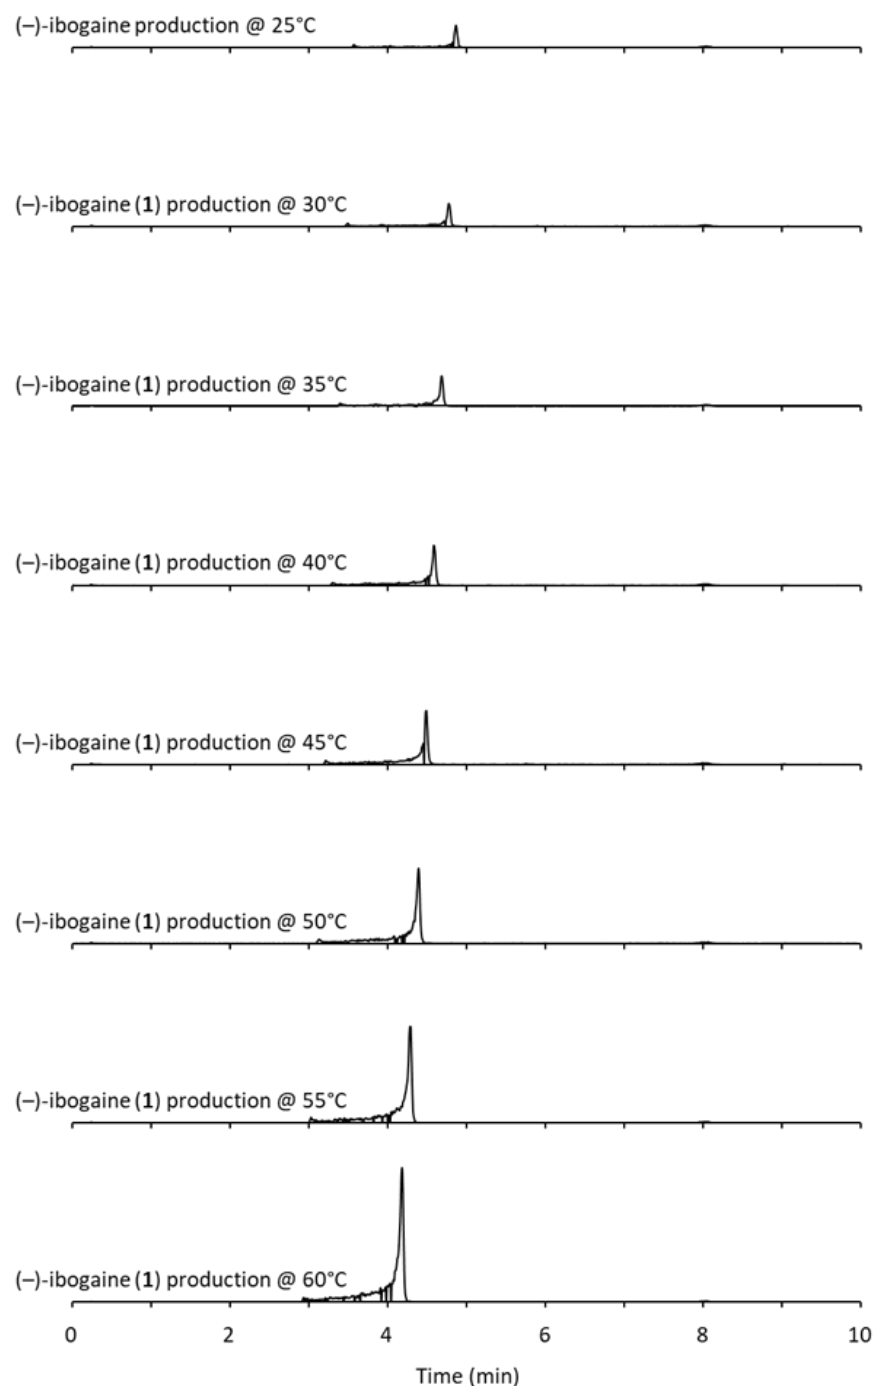 (–)-ibogaine production @ 25°C
(–)-ibogaine (1) production @ 30°C
(–)-ibogaine (1) production @ 35°C
(–)-ibogaine (1) production @ 40°C
(–)-ibogaine (1) production @ 45°C
(–)-ibogaine (1) production @ 50°C
(–)-ibogaine (1) production @ 55°C
(–)-ibogaine (1) production @ 60°C
0 2 4 6 8 10
Time (min)